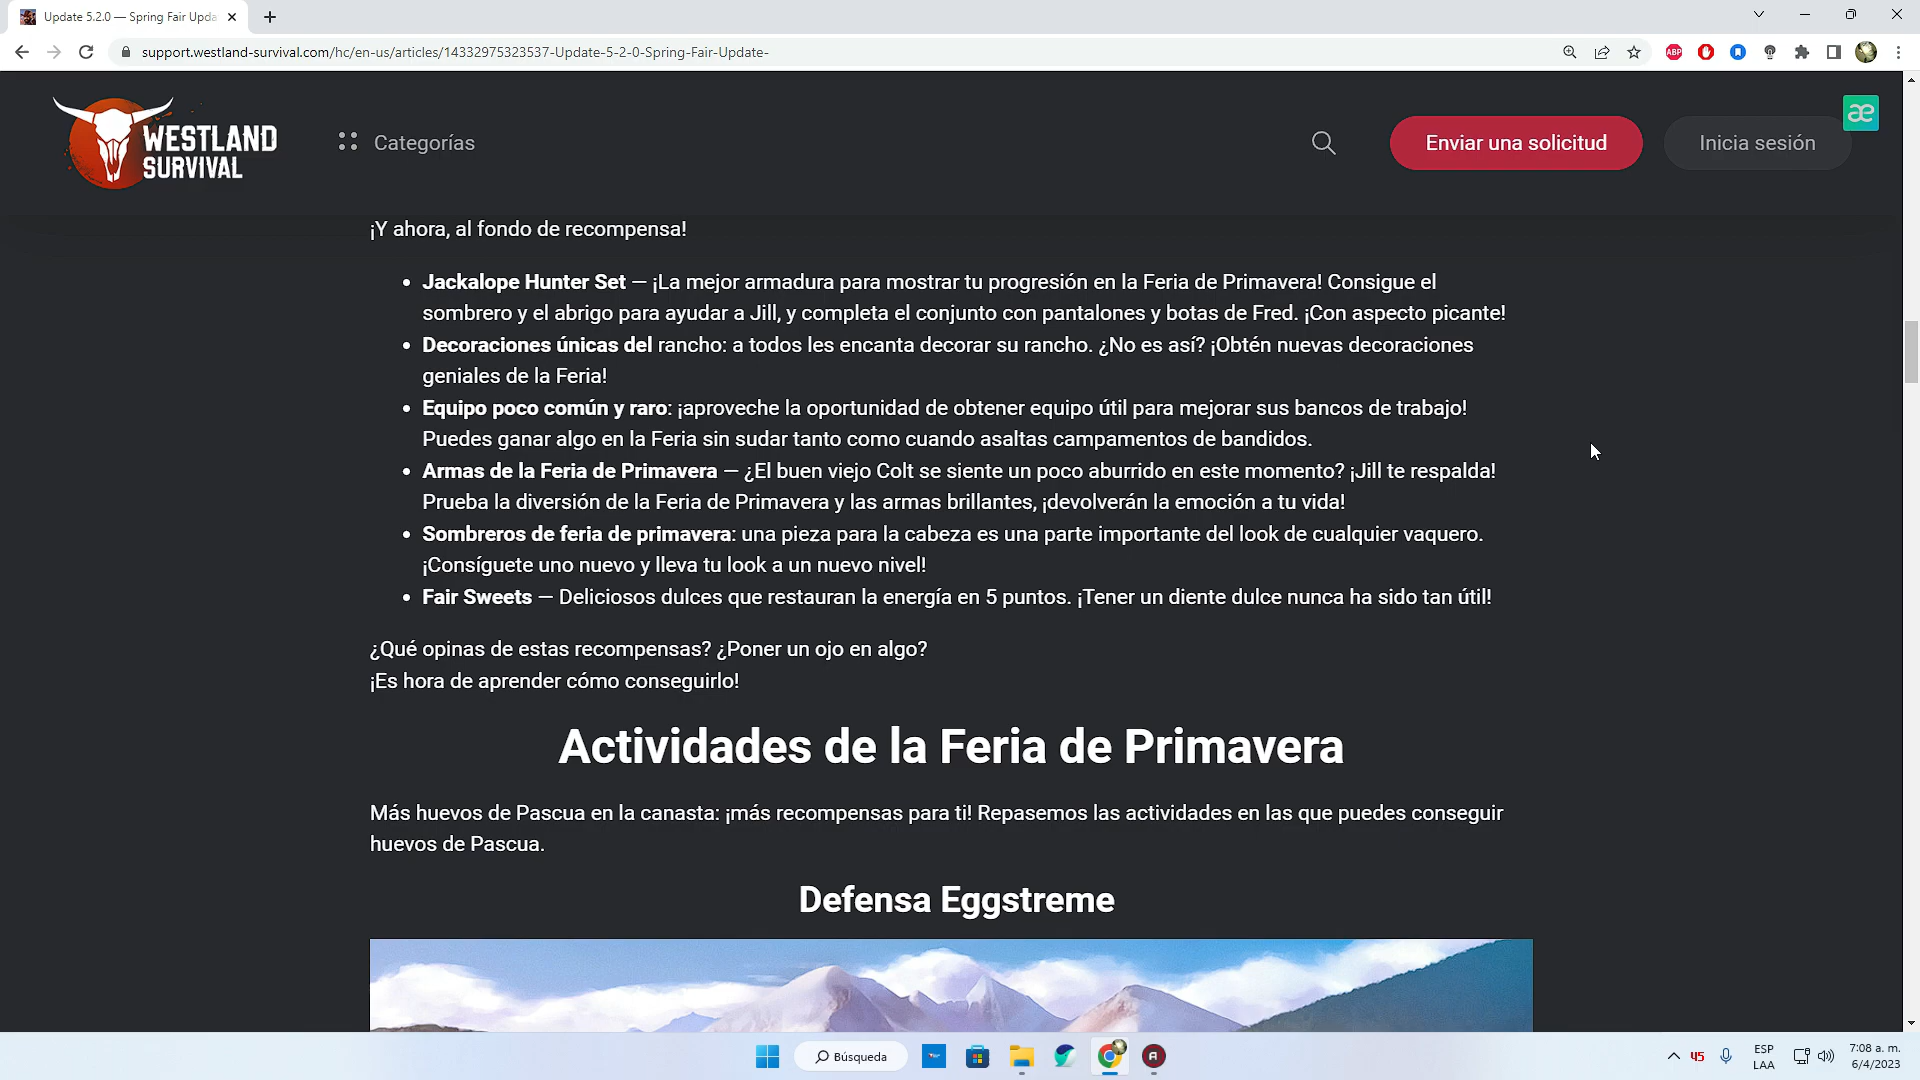 Update 5.2.0 — Spring Fair Upda
support.westland-survival.com/hc/en-us/articles/14332975323537-Update-5-2-0-Spring-Fair-Update-
ABP
WESTLAND
SURVIVAL
Categorías
Enviar una solicitud
Inicia sesión
æ
¡Y ahora, al fondo de recompensa!
• Jackalope Hunter Set — ¡La mejor armadura para mostrar tu progresión en la Feria de Primavera! Consigue el
sombrero y el abrigo para ayudar a Jill, y completa el conjunto con pantalones y botas de Fred. ¡Con aspecto picante!
• Decoraciones únicas del rancho: a todos les encanta decorar su rancho. ¿No es así? ¡Obtén nuevas decoraciones
geniales de la Feria!
• Equipo poco común y raro: ¡aproveche la oportunidad de obtener equipo útil para mejorar sus bancos de trabajo!
Puedes ganar algo en la Feria sin sudar tanto como cuando asaltas campamentos de bandidos.
• Armas de la Feria de Primavera — ¿El buen viejo Colt se siente un poco aburrido en este momento? ¡Jill te respalda!
Prueba la diversión de la Feria de Primavera y las armas brillantes, ¡devolverán la emoción a tu vida!
• Sombreros de feria de primavera: una pieza para la cabeza es una parte importante del look de cualquier vaquero.
¡Consíguete uno nuevo y lleva tu look a un nuevo nivel!
• Fair Sweets — Deliciosos dulces que restauran la energía en 5 puntos. ¡Tener un diente dulce nunca ha sido tan útil!
¿Qué opinas de estas recompensas? ¿Poner un ojo en algo?
¡Es hora de aprender cómo conseguirlo!
Actividades de la Feria de Primavera
Más huevos de Pascua en la canasta: ¡más recompensas para ti! Repasemos las actividades en las que puedes conseguir
huevos de Pascua.
Defensa Eggstreme
Búsqueda
45
ESP
LAA
7:08 a. m.
6/4/2023